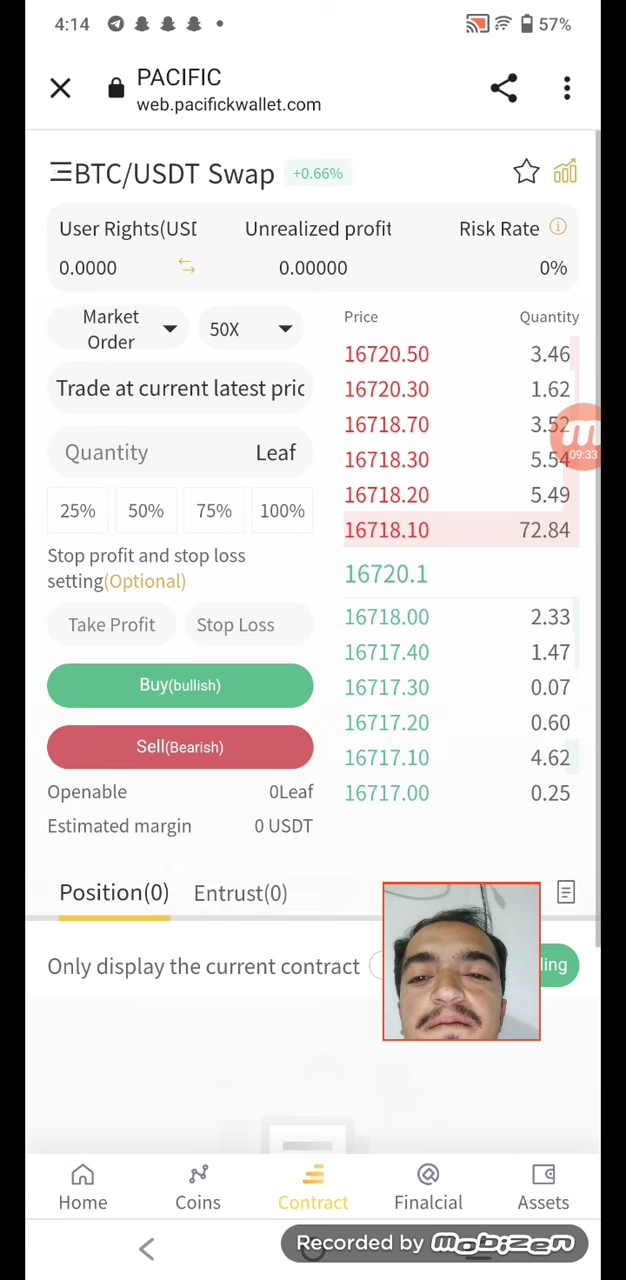 4:14
57%
PACIFIC
web.pacifickwallet.com
BTC/USDT Swap +0.66%
User Rights(USD Unrealized profit Risk Rate
0.0000 0.00000 0%
Market Order 50X
Trade at current latest pric
Quantity Leaf
25% 50% 75% 100%
Stop profit and stop loss
setting(Optional)
Take Profit Stop Loss
Buy(bullish)
Sell(Bearish)
Openable 0Leaf
Estimated margin 0 USDT
Price Quantity
16720.50 3.46
16720.30 1.62
16718.70 3.52
16718.30 5.54
16718.20 5.49
16718.10 72.84
16720.1
16718.00 2.33
16717.40 1.47
16717.30 0.07
16717.20 0.60
16717.10 4.62
16717.00 0.25
m
09:33
Position(0) Entrust(0)
Only display the current contract
ling
Home Coins Contract Finalcial Assets
Recorded by mobizen